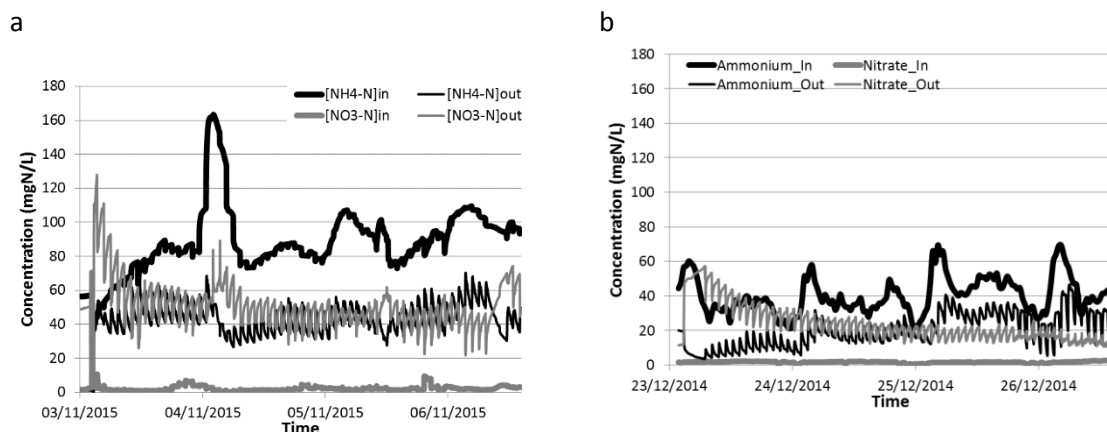 a
[NH4-N]in [NH4-N]out
[NO3-N]in [NO3-N]out
Concentration (mgN/L)
180
160
140
120
100
80
60
40
20
0
03/11/2015 04/11/2015 05/11/2015 06/11/2015
Time
b
Ammonium_In Nitrate_In
Ammonium_Out Nitrate_Out
Concentration (mgN/L)
180
160
140
120
100
80
60
40
20
0
23/12/2014 24/12/2014 25/12/2014 26/12/2014
Time